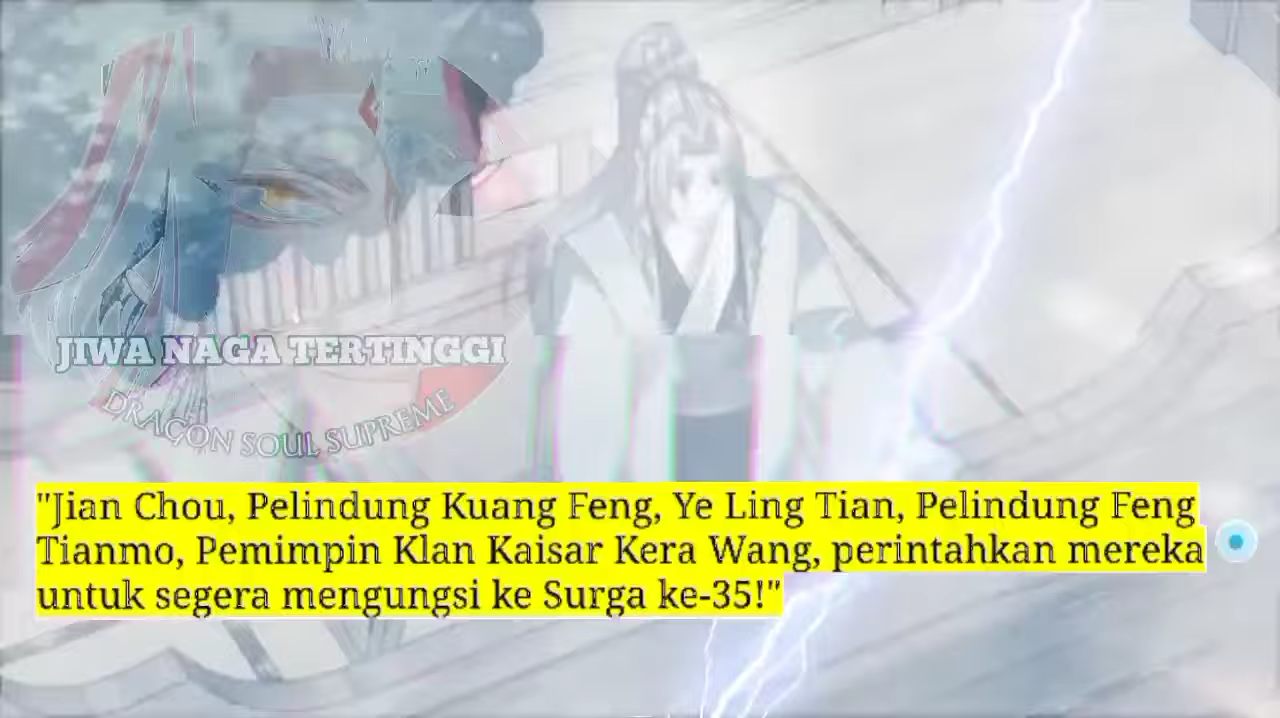 JIWA NAGA TERTINGGI
DRAGON SOUL SUPREME
"Jian Chou, Pelindung Kuang Feng, Ye Ling Tian, Pelindung Feng
Tianmo, Pemimpin Klan Kaisar Kera Wang, perintahkan mereka
untuk segera mengungsi ke Surga ke-35!"